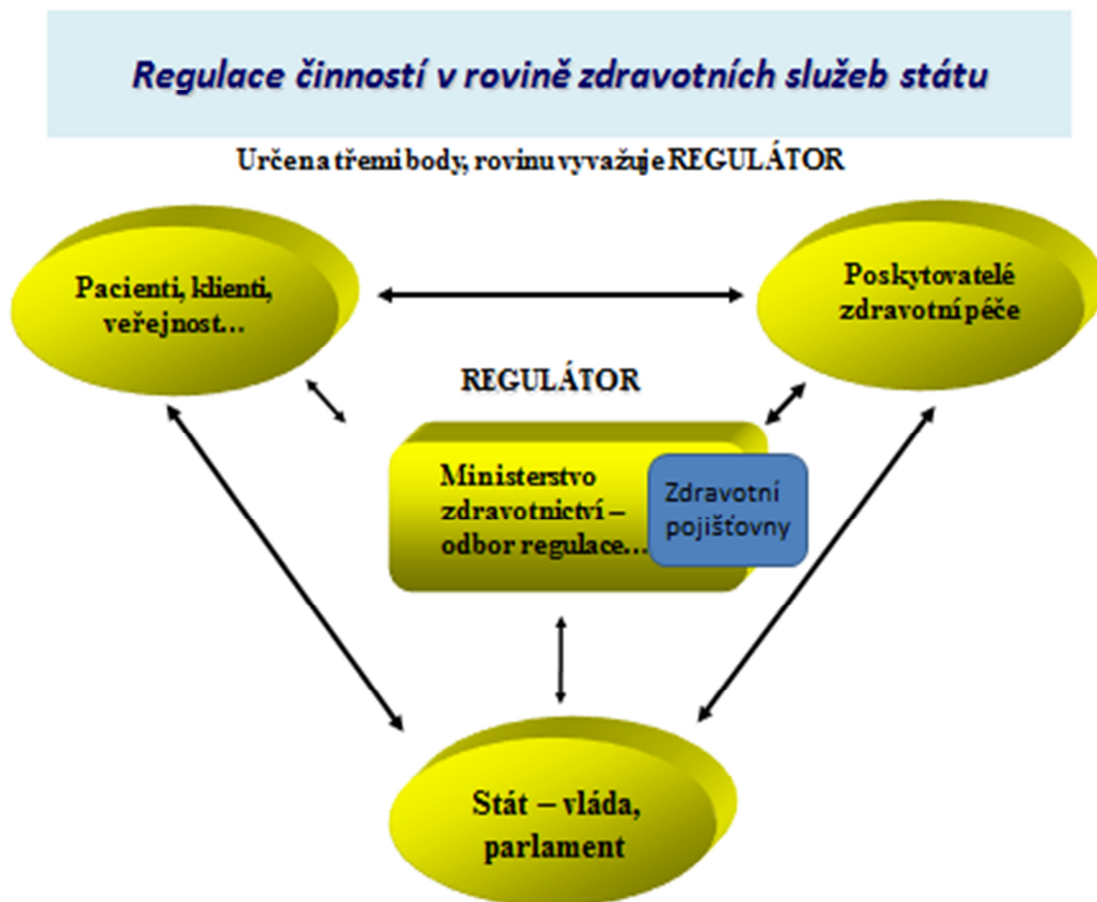 Regulace činností v rovině zdravotních služeb státu
Určena třemi body, rovinu vyvažuje REGULÁTOR
Pacienti, klienti,
veřejnost...
Poskytovatelé
zdravotní péče
REGULÁTOR
Ministerstvo
zdravotnictví –
odbor regulace...
Zdravotní
pojišťovny
Stát – vláda,
parlament